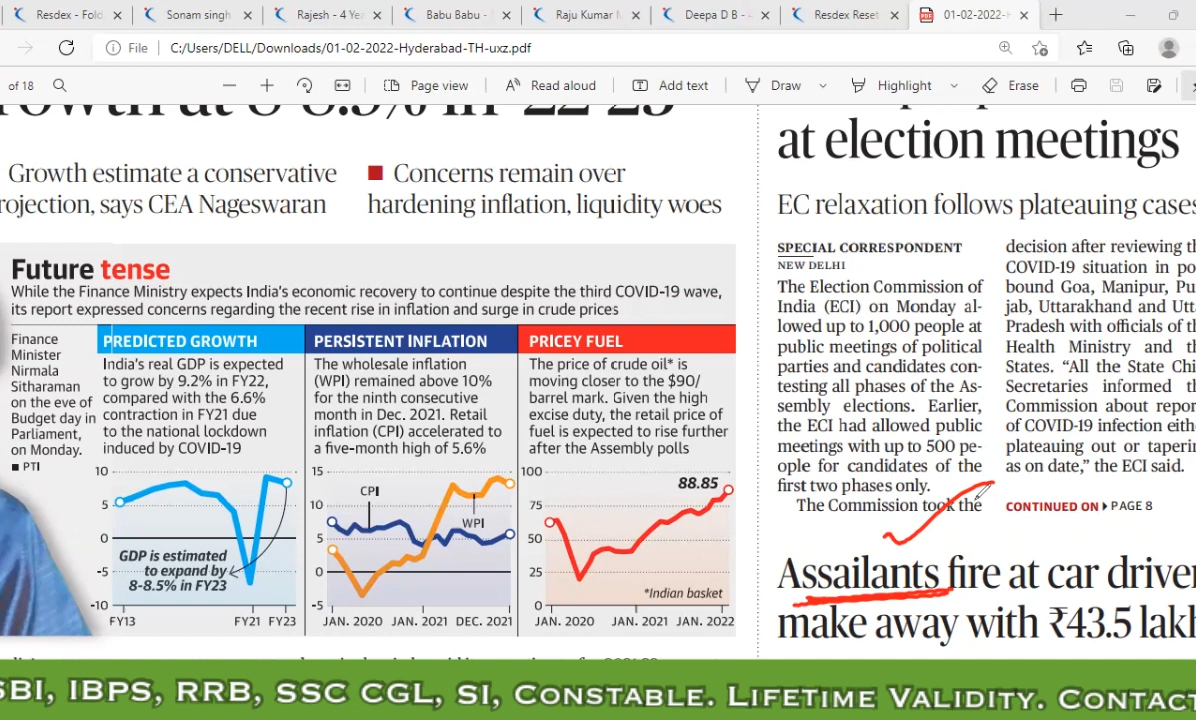 Resdex - Fold
Sonam singh
Rajesh - 4 Yea
Babu Babu -
Raju Kumar
Deepa D B -
Resdex Reset
01-02-2022-H
File
C:/Users/DELL/Downloads/01-02-2022-Hyderabad-TH-uxz.pdf
of 18
Page view
Read aloud
Add text
Draw
Highlight
Erase
Growth estimate a conservative
rojection, says CEA Nageswaran
Concerns remain over
hardening inflation, liquidity woes
Future tense
While the Finance Ministry expects India's economic recovery to continue despite the third COVID-19 wave,
its report expressed concerns regarding the recent rise in inflation and surge in crude prices
Finance
Minister
Nirmala
Sitharaman
on the eve of
Budget day in
Parliament,
on Monday.
■ PTI
PREDICTED GROWTH
India's real GDP is expected
to grow by 9.2% in FY22,
compared with the 6.6%
contraction in FY21 due
to the national lockdown
induced by COVID-19
10
5
0
-5
-10
GDP is estimated
to expand by
8-8.5% in FY23
FY13
FY21
FY23
PERSISTENT INFLATION
The wholesale inflation
(WPI) remained above 10%
for the ninth consecutive
month in Dec. 2021. Retail
inflation (CPI) accelerated to
a five-month high of 5.6%
15
10
5
0
-5
CPI
WPI
JAN. 2020
JAN. 2021
DEC. 2021
PRICEY FUEL
The price of crude oil* is
moving closer to the $90/
barrel mark. Given the high
excise duty, the retail price of
fuel is expected to rise further
after the Assembly polls
100
75
50
25
0
88.85
*Indian basket
JAN. 2020
JAN. 2021
JAN. 2022
at election meetings
EC relaxation follows plateauing cases
SPECIAL CORRESPONDENT
NEW DELHI
The Election Commission of
India (ECI) on Monday al-
lowed up to 1,000 people at
public meetings of political
parties and candidates con-
testing all phases of the As-
sembly elections. Earlier,
the ECI had allowed public
meetings with up to 500 pe-
ople for candidates of the
first two phases only.
The Commission took the
decision after reviewing th
COVID-19 situation in po
bound Goa, Manipur, Pu
jab, Uttarakhand and Utt
Pradesh with officials of th
Health Ministry and th
States. "All the State Chi
Secretaries informed th
Commission about repor
of COVID-19 infection eith
plateauing out or taperin
as on date," the ECI said.
CONTINUED ON PAGE 8
Assailants fire at car driver
make away with ₹43.5 lakh
SBI, IBPS, RRB, SSC CGL, SI, Constable. Lifetime Validity. Contact